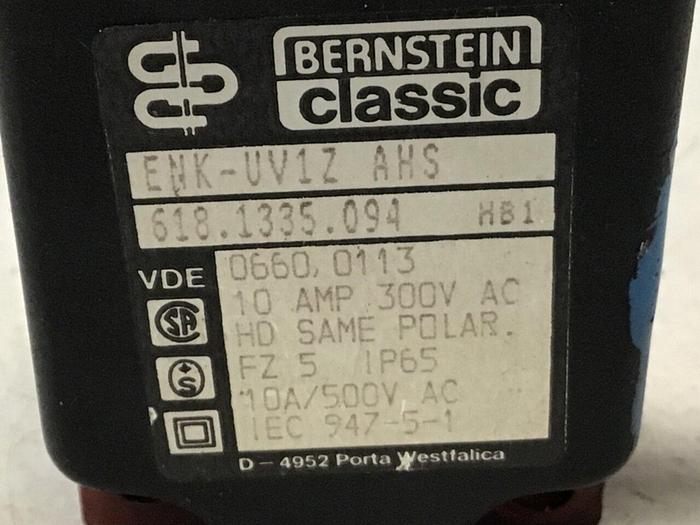 BERNSTEIN
classic
ENK-UV1Z AHS
618.1335.094 HB1
VDE 0660, 0113
10 AMP 300V AC
SA HD SAME POLAR.
FZ 5 IP65
S 10A/500V AC
IEC 947-5-1
D - 4952 Porta Westfalica